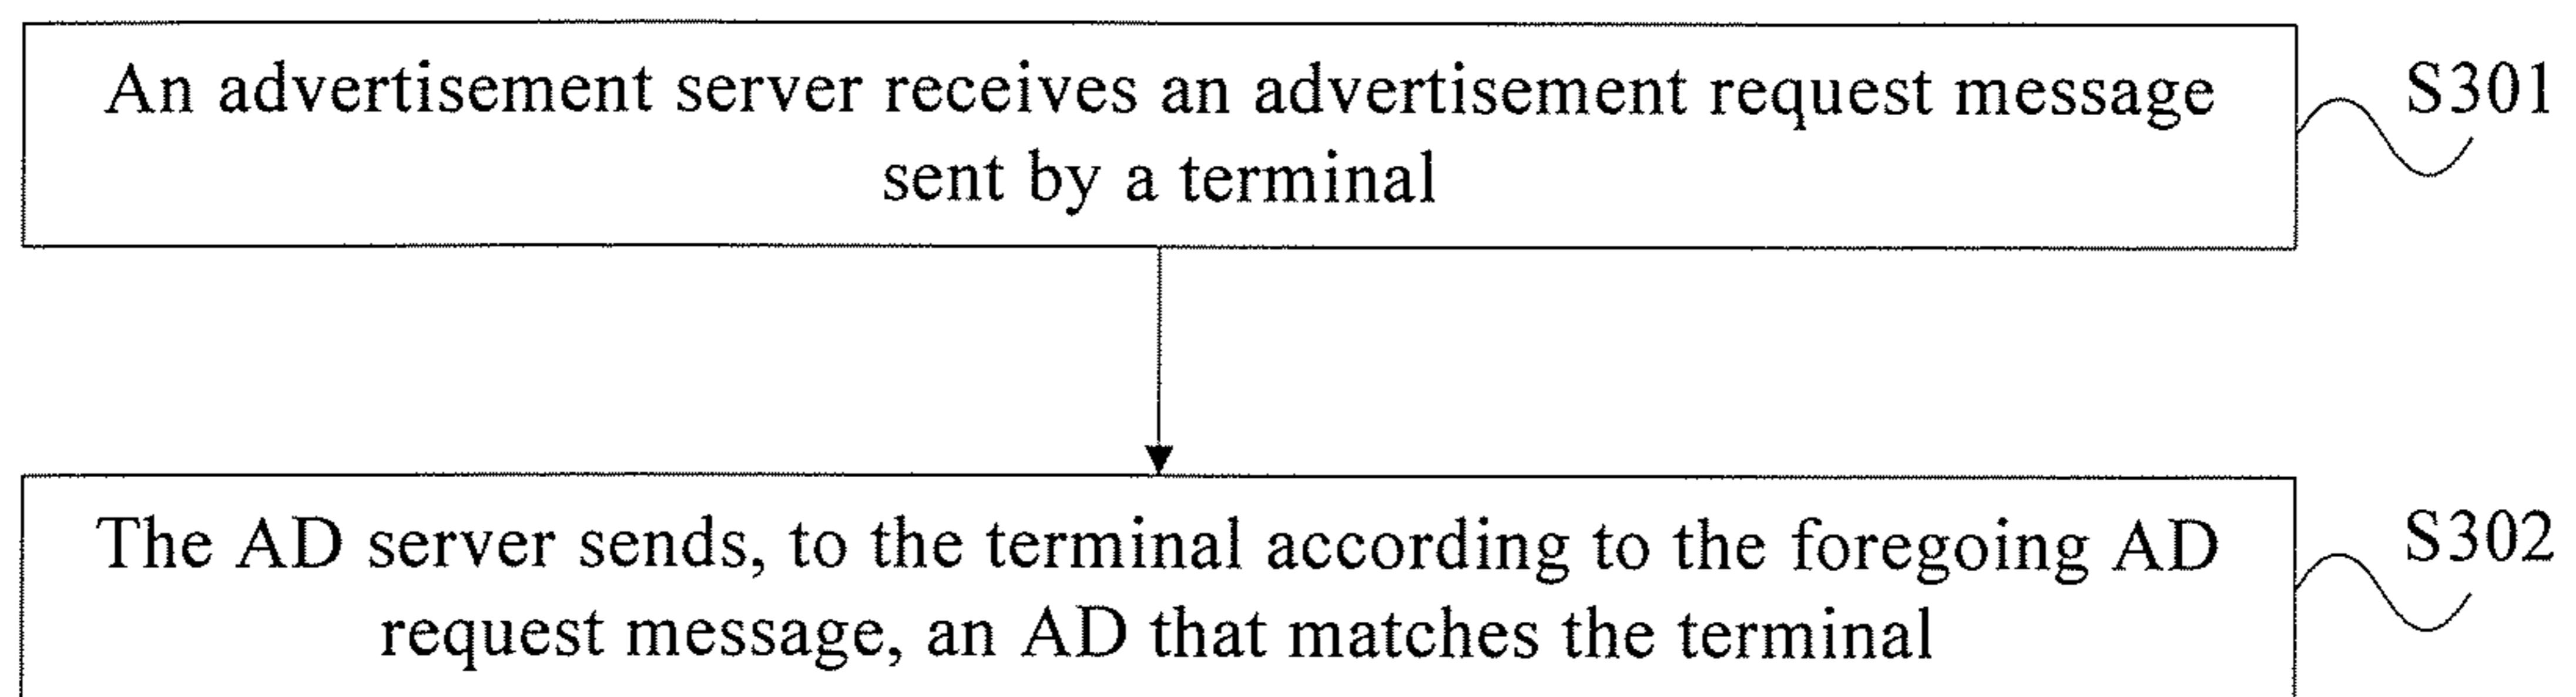 An advertisement server receives an advertisement request message
sent by a terminal
S301
The AD server sends, to the terminal according to the foregoing AD
request message, an AD that matches the terminal
S302